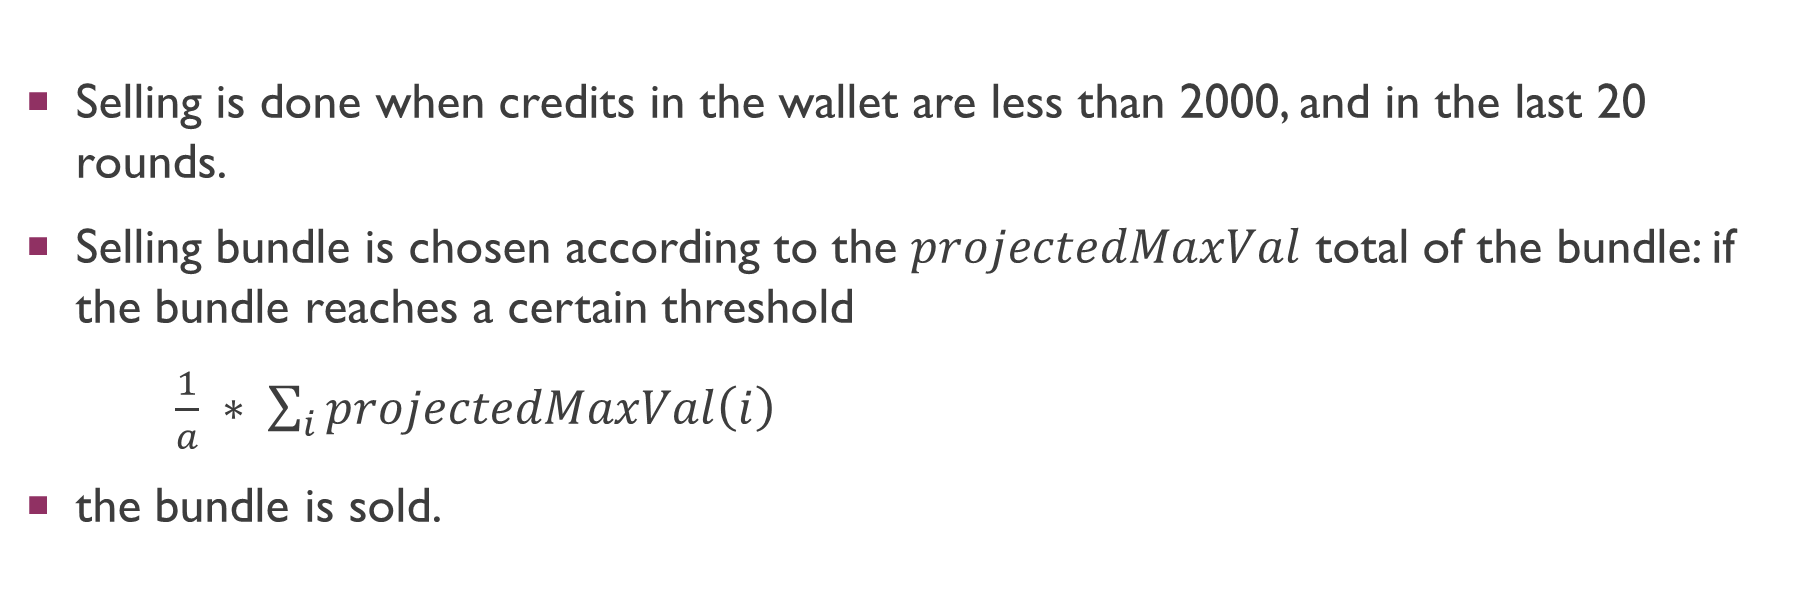 ▪ Selling is done when credits in the wallet are less than 2000, and in the last 20
rounds.
▪ Selling bundle is chosen according to the projectedMaxVal total of the bundle: if
the bundle reaches a certain threshold
1/a * ∑ᵢ projectedMaxVal(i)
▪ the bundle is sold.